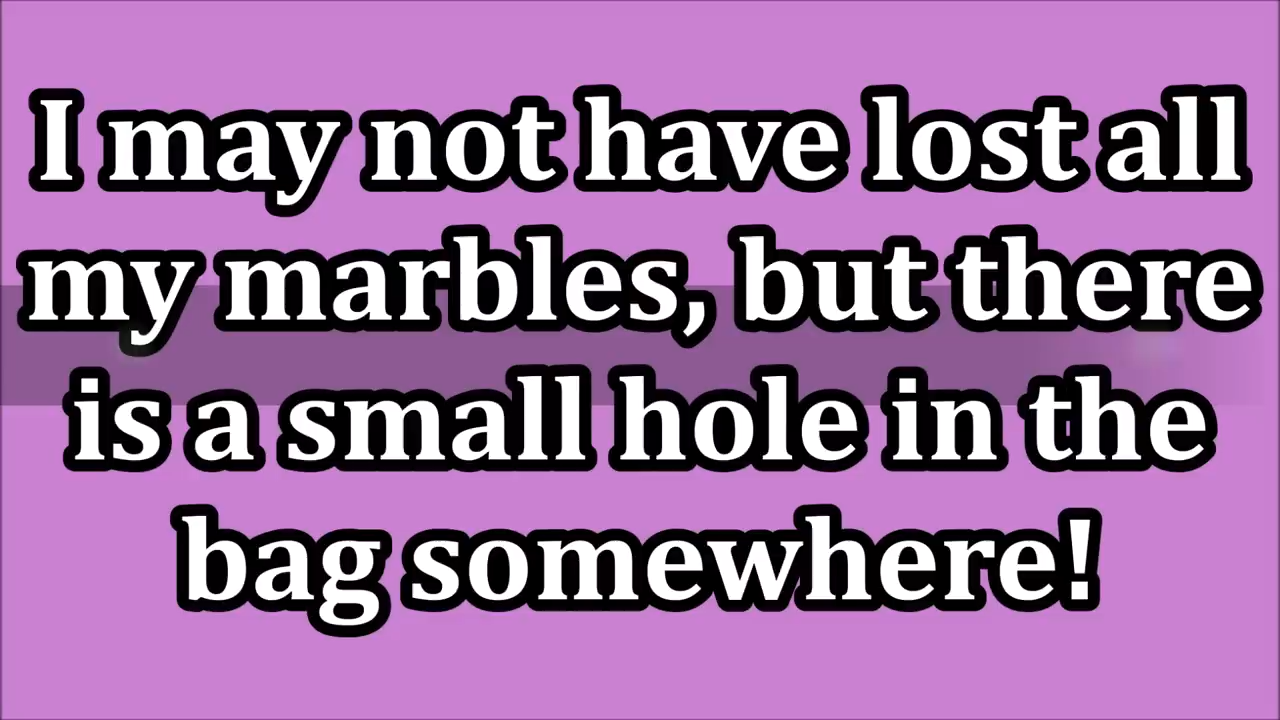 I may not have lost all
my marbles, but there
is a small hole in the
bag somewhere!